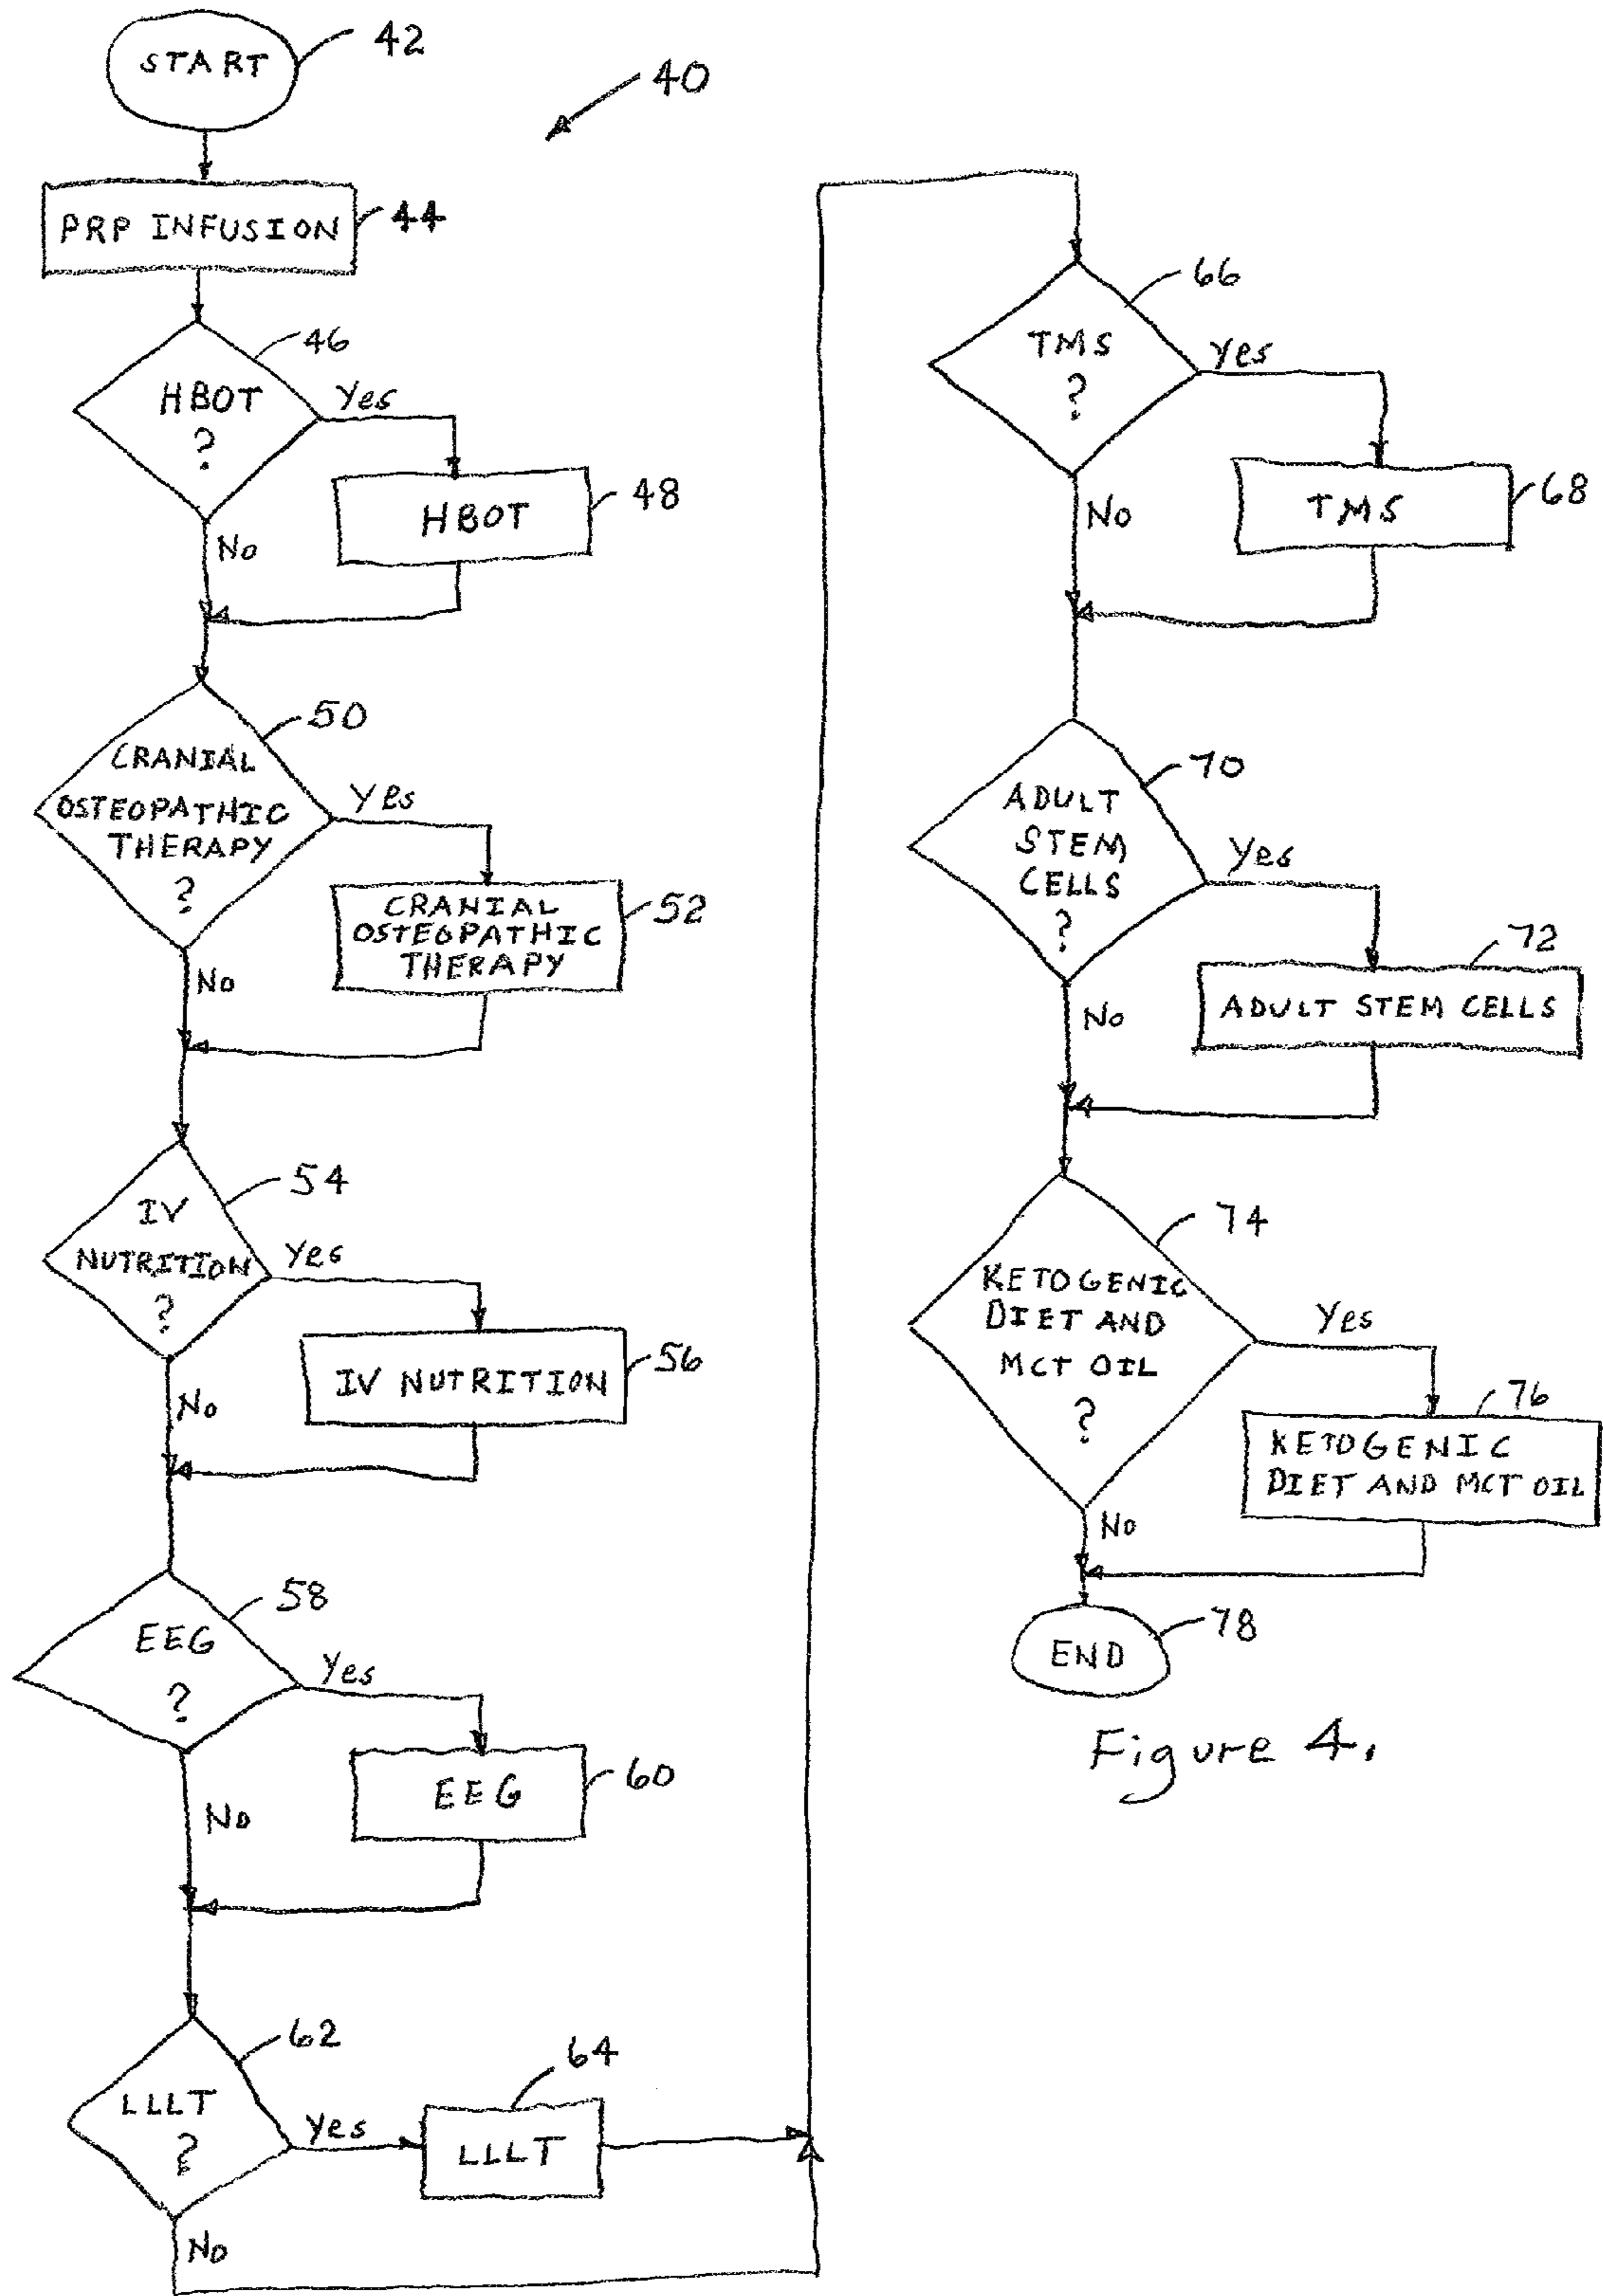 START
42
40
PRP INFUSION
44
46
HBOT
?
Yes
HBOT
48
No
50
CRANIAL
OSTEOPATHIC
THERAPY
?
Yes
CRANIAL
OSTEOPATHIC
THERAPY
52
No
54
IV
NUTRITION
?
Yes
IV NUTRITION
56
No
58
EEG
?
Yes
EEG
60
No
62
LLLT
?
Yes
64
LLLT
No
66
TMS
?
Yes
TMS
68
No
70
ADULT
STEM
CELLS
?
Yes
72
ADULT STEM CELLS
No
74
KETOGENIC
DIET AND
MCT OIL
?
Yes
76
KETOGENIC
DIET AND MCT OIL
No
END
78
Figure 4.